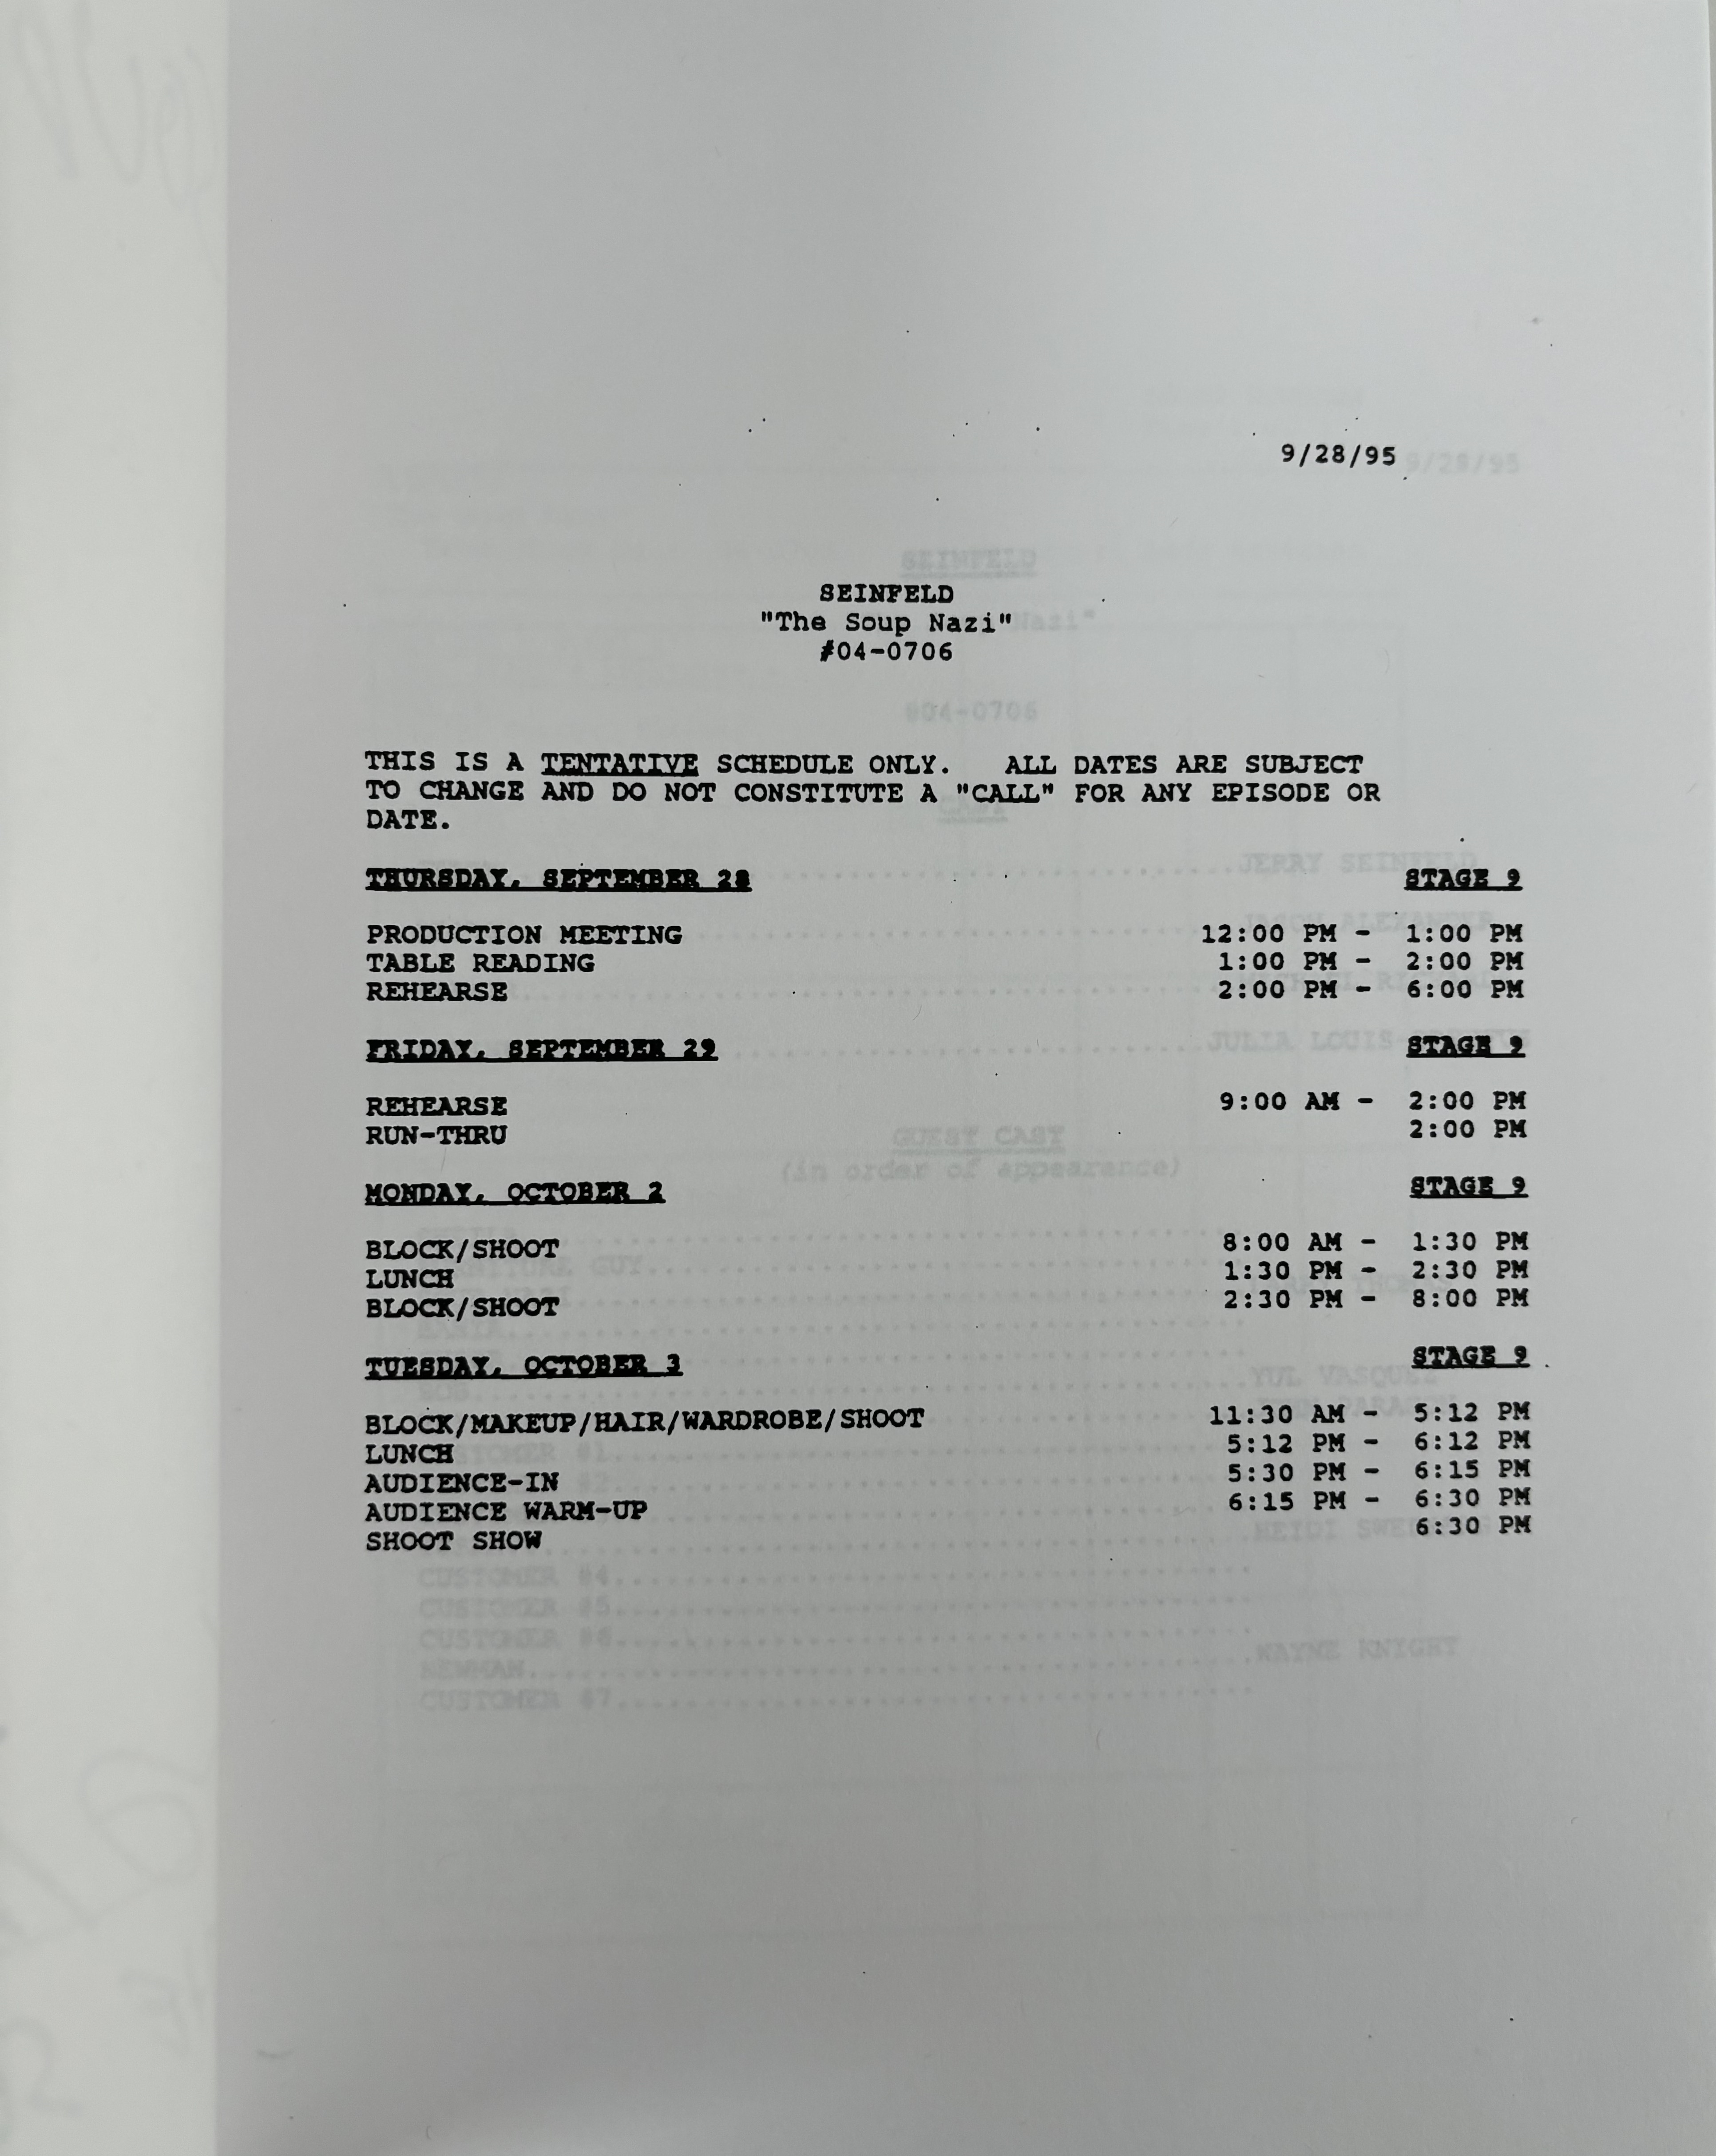 9/28/95
SEINFELD
"The Soup Nazi"
#04-0706
THIS IS A TENTATIVE SCHEDULE ONLY. ALL DATES ARE SUBJECT
TO CHANGE AND DO NOT CONSTITUTE A "CALL" FOR ANY EPISODE OR
DATE.
THURSDAY, SEPTEMBER 28 STAGE 9
PRODUCTION MEETING 12:00 PM - 1:00 PM
TABLE READING 1:00 PM - 2:00 PM
REHEARSE 2:00 PM - 6:00 PM
FRIDAY, SEPTEMBER 29 STAGE 9
REHEARSE 9:00 AM - 2:00 PM
RUN-THRU 2:00 PM
MONDAY, OCTOBER 2 STAGE 9
BLOCK/SHOOT 8:00 AM - 1:30 PM
LUNCH 1:30 PM - 2:30 PM
BLOCK/SHOOT 2:30 PM - 8:00 PM
TUESDAY, OCTOBER 3 STAGE 9
BLOCK/MAKEUP/HAIR/WARDROBE/SHOOT 11:30 AM - 5:12 PM
LUNCH 5:12 PM - 6:12 PM
AUDIENCE-IN 5:30 PM - 6:15 PM
AUDIENCE WARM-UP 6:15 PM - 6:30 PM
SHOOT SHOW 6:30 PM